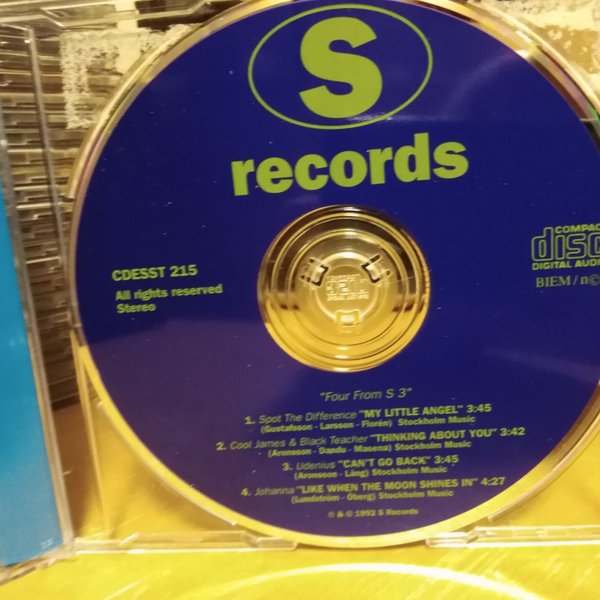 S
records
COMPACT
disc
DIGITAL AUDIO
BIEM / n©
CDESST 215
All rights reserved
Stereo
"Four From S 3"
1. Spot The Difference "MY LITTLE ANGEL" 3:45
(Gustafsson - Larsson - Florén) Stockholm Music
2. Cool James & Black Teacher "THINKING ABOUT YOU" 3:42
(Aronsson - Dandu - Masena) Stockholm Music
3. Udenius "CAN'T GO BACK" 3:45
(Aronsson - Lång) Stockholm Music
4. Johanna "LIKE WHEN THE MOON SHINES IN" 4:27
(Lundström - Öberg) Stockholm Music
℗ & © 1992 S Records